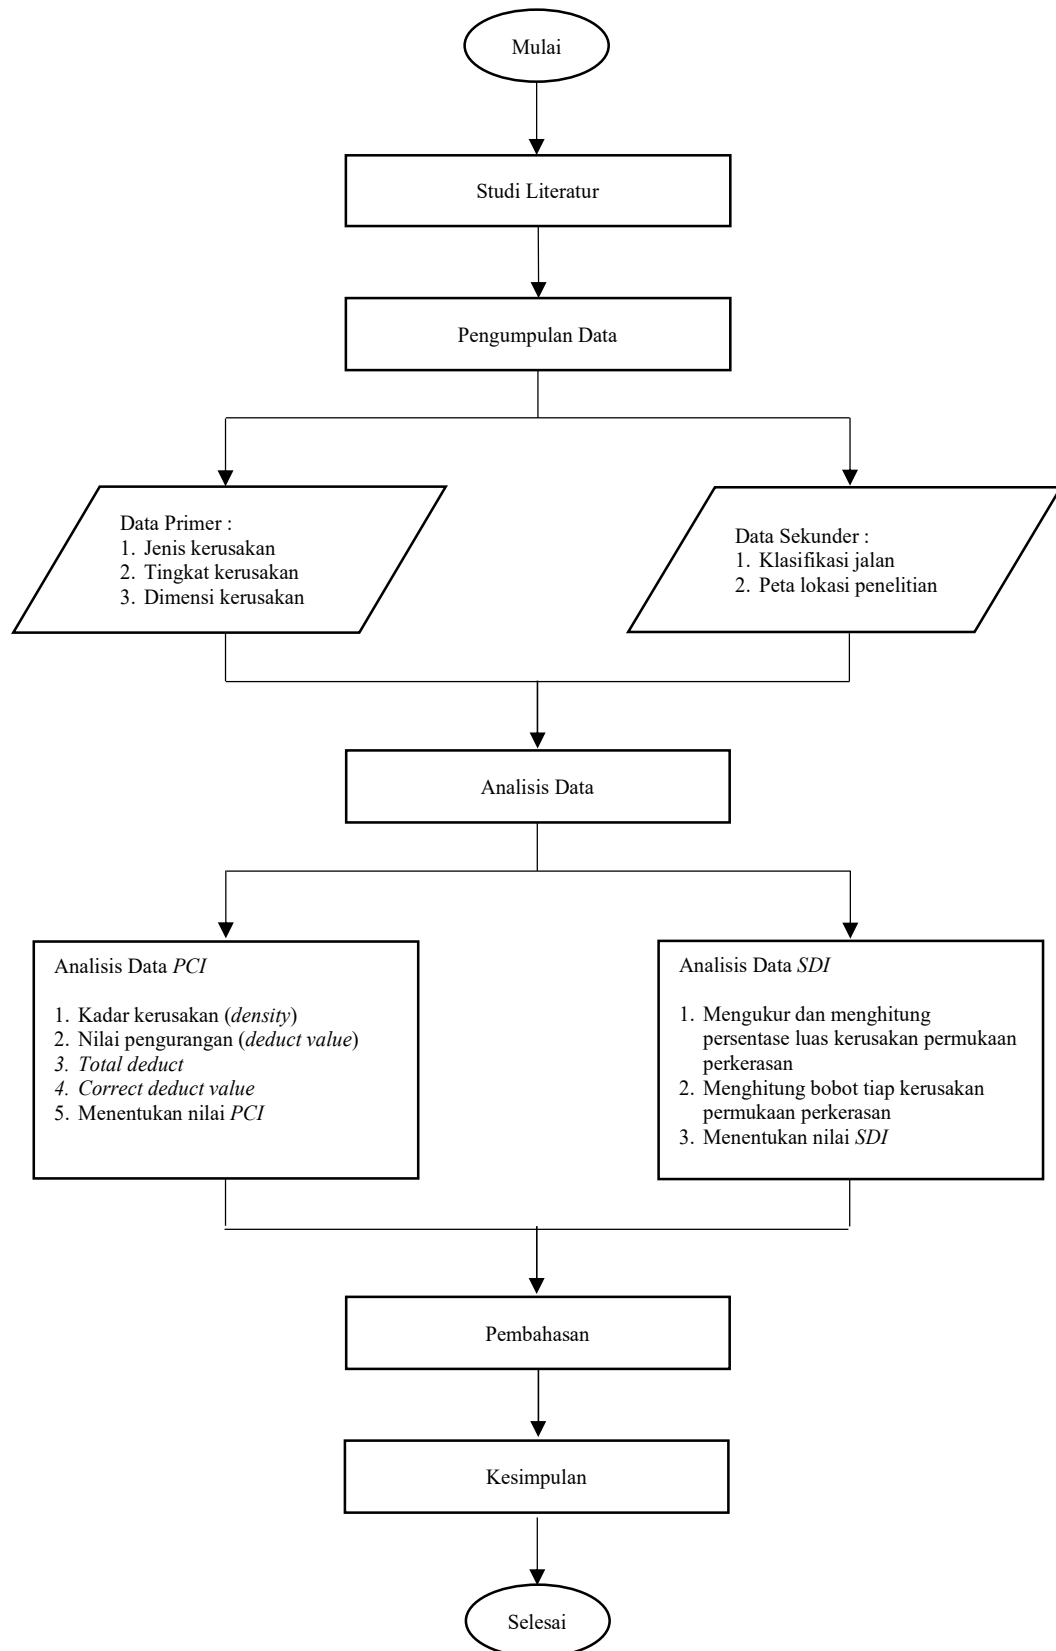 Mulai
Studi Literatur
Pengumpulan Data
Data Primer :
1. Jenis kerusakan
2. Tingkat kerusakan
3. Dimensi kerusakan
Data Sekunder :
1. Klasifikasi jalan
2. Peta lokasi penelitian
Analisis Data
Analisis Data PCI
1. Kadar kerusakan (density)
2. Nilai pengurangan (deduct value)
3. Total deduct
4. Correct deduct value
5. Menentukan nilai PCI
Analisis Data SDI
1. Mengukur dan menghitung
persentase luas kerusakan permukaan
perkerasan
2. Menghitung bobot tiap kerusakan
permukaan perkerasan
3. Menentukan nilai SDI
Pembahasan
Kesimpulan
Selesai